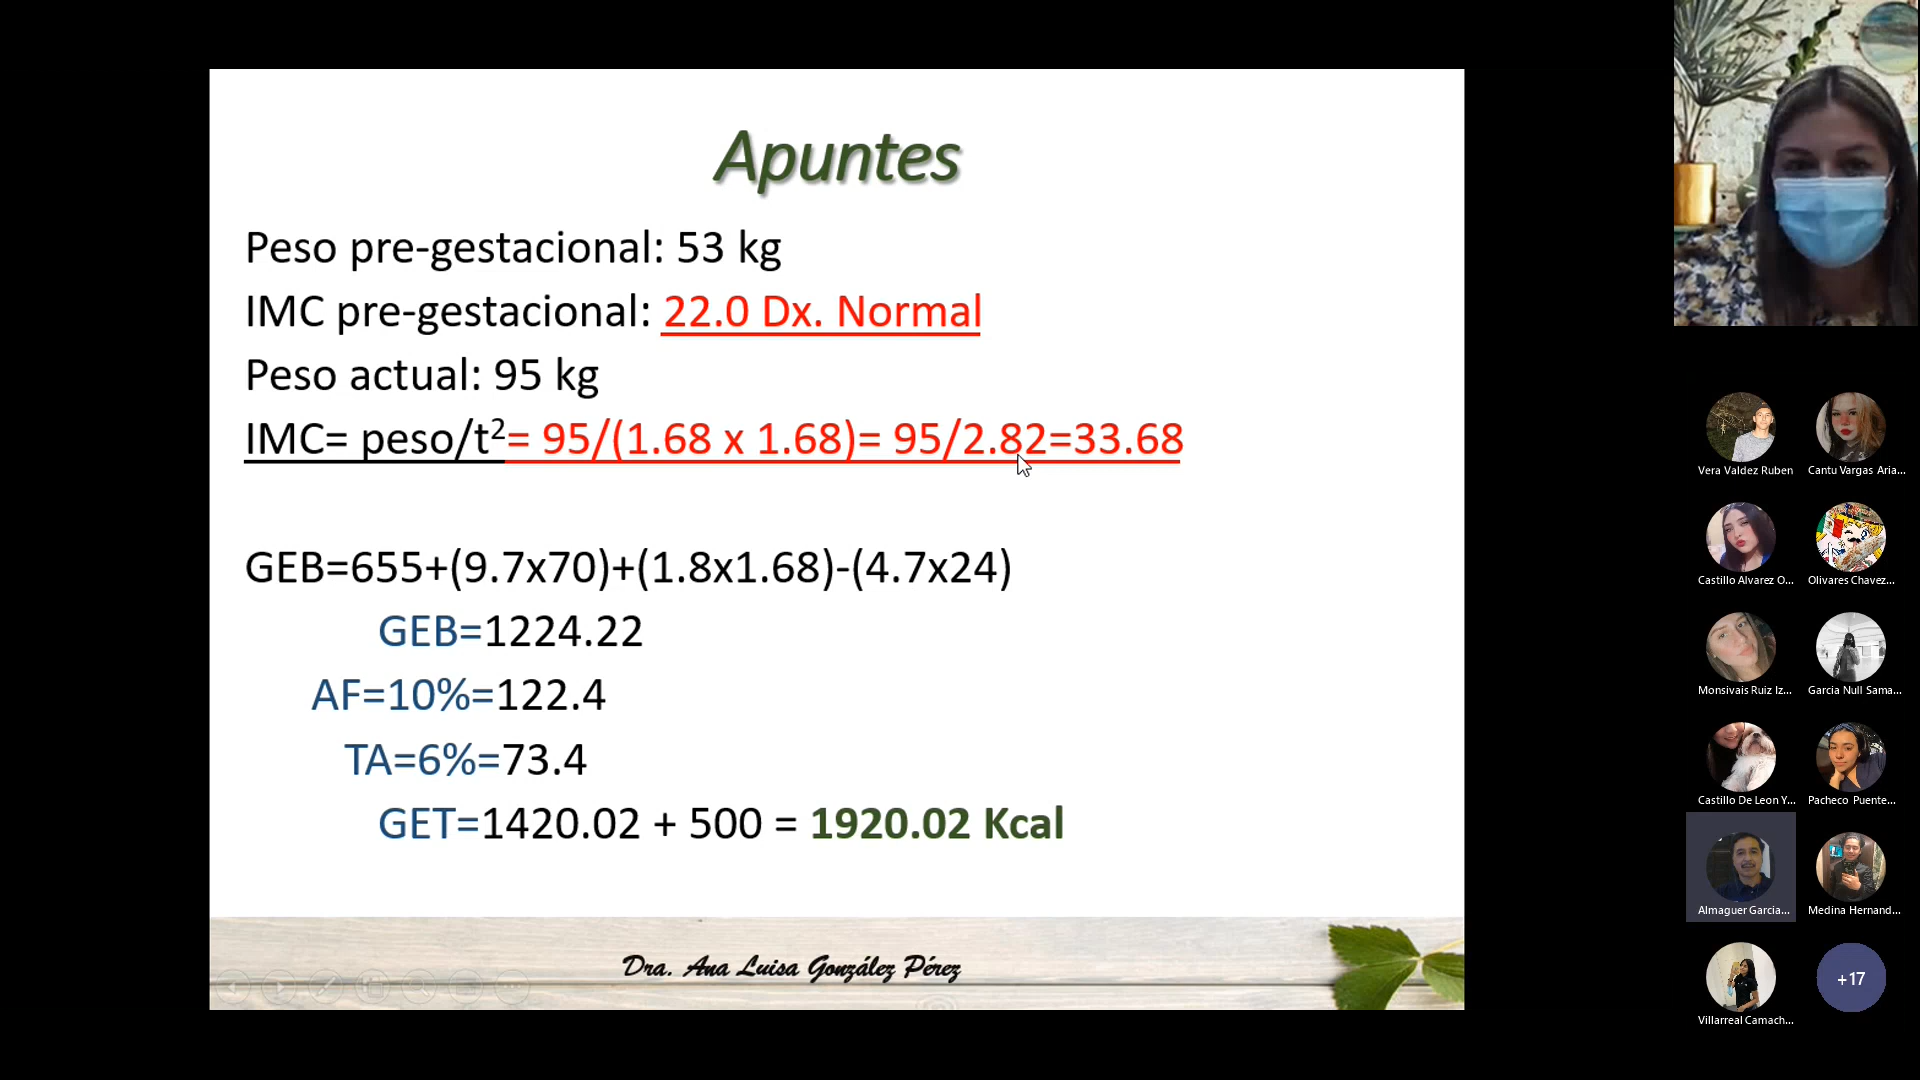 Apuntes
Peso pre-gestacional: 53 kg
IMC pre-gestacional: 22.0 Dx. Normal
Peso actual: 95 kg
IMC= peso/t²= 95/(1.68 x 1.68)= 95/2.82=33.68
GEB=655+(9.7x70)+(1.8x1.68)-(4.7x24)
GEB=1224.22
AF=10%=122.4
TA=6%=73.4
GET=1420.02 + 500 = 1920.02 Kcal
Dra. Ana Luisa González Pérez
Vera Valdez Ruben
Cantu Vargas Aria...
Castillo Alvarez O...
Olivares Chavez...
Monsivais Ruiz Iz...
Garcia Null Sama...
Castillo De Leon Y...
Pacheco Puente...
Almaguer Garcia...
Medina Hernand...
Villarreal Camach...
+17